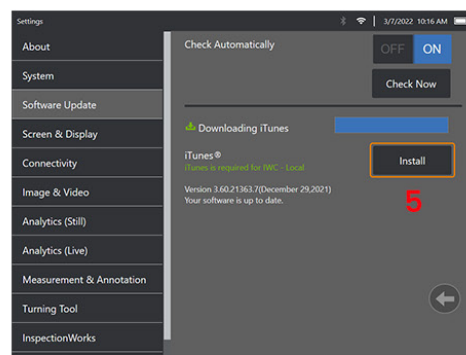 Settings
3/7/2022 10:16 AM
About
System
Software Update
Screen & Display
Connectivity
Image & Video
Analytics (Still)
Analytics (Live)
Measurement & Annotation
Turning Tool
InspectionWorks
Check Automatically
OFF ON
Check Now
Downloading iTunes
iTunes®
iTunes is required for IWC - Local
Install
Version 3.60.21363.7(December 29,2021)
Your software is up to date.
5